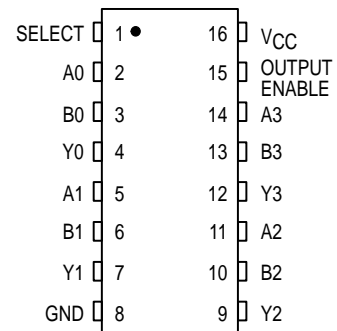 SELECT 1 16 VCC
A0 2 15 OUTPUT ENABLE
B0 3 14 A3
Y0 4 13 B3
A1 5 12 Y3
B1 6 11 A2
Y1 7 10 B2
GND 8 9 Y2